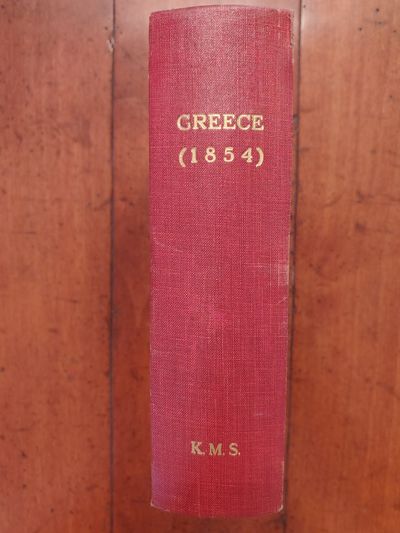 GREECE
(1854)
K. M. S.